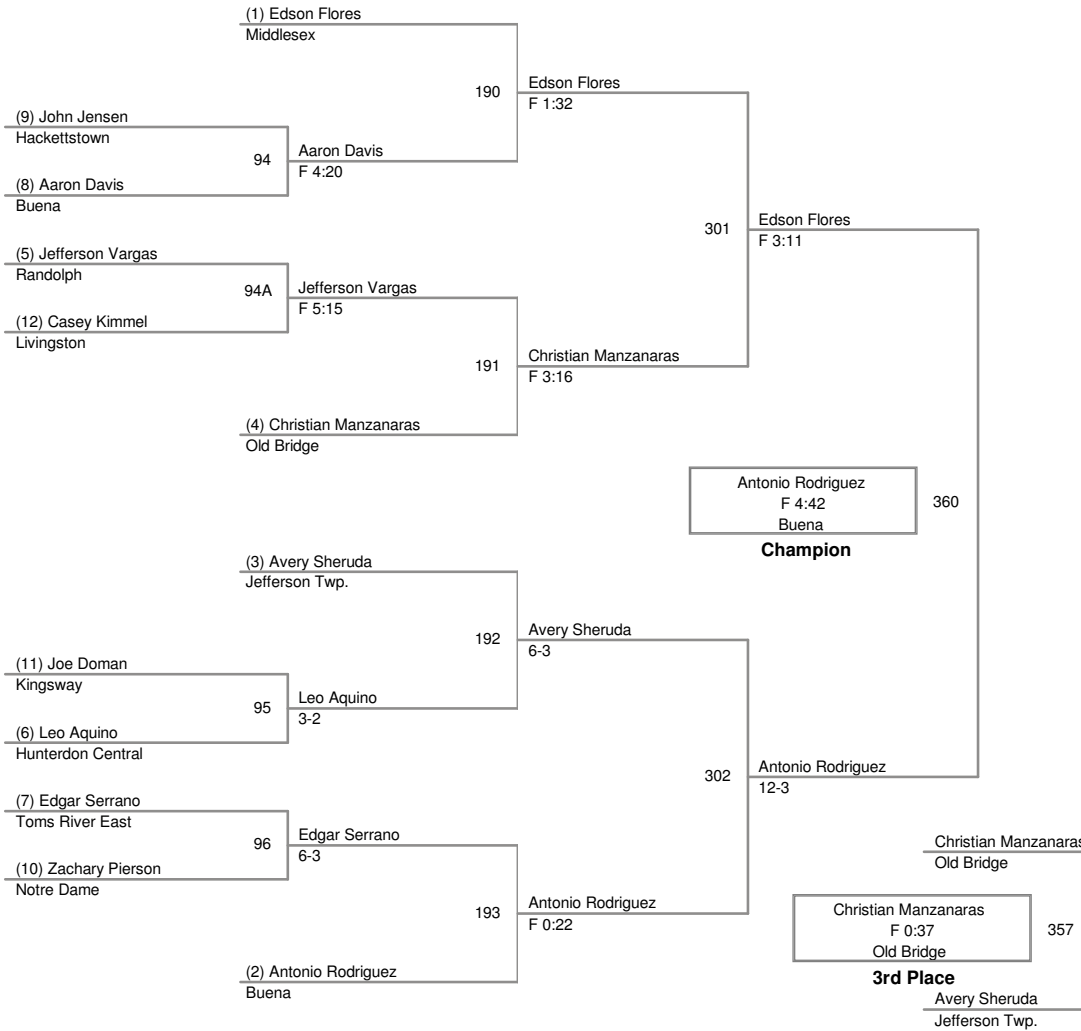 (1) Edson Flores
Middlesex
190
Edson Flores
F 1:32
(9) John Jensen
Hackettstown
94
Aaron Davis
F 4:20
(8) Aaron Davis
Buena
301
Edson Flores
F 3:11
(5) Jefferson Vargas
Randolph
94A
Jefferson Vargas
F 5:15
(12) Casey Kimmel
Livingston
191
Christian Manzanaras
F 3:16
(4) Christian Manzanaras
Old Bridge
Antonio Rodriguez
F 4:42
Buena
360
Champion
(3) Avery Sheruda
Jefferson Twp.
192
Avery Sheruda
6-3
(11) Joe Doman
Kingsway
95
Leo Aquino
3-2
(6) Leo Aquino
Hunterdon Central
302
Antonio Rodriguez
12-3
(7) Edgar Serrano
Toms River East
96
Edgar Serrano
6-3
(10) Zachary Pierson
Notre Dame
193
Antonio Rodriguez
F 0:22
(2) Antonio Rodriguez
Buena
Christian Manzanaras
Old Bridge
Christian Manzanaras
F 0:37
Old Bridge
357
3rd Place
Avery Sheruda
Jefferson Twp.